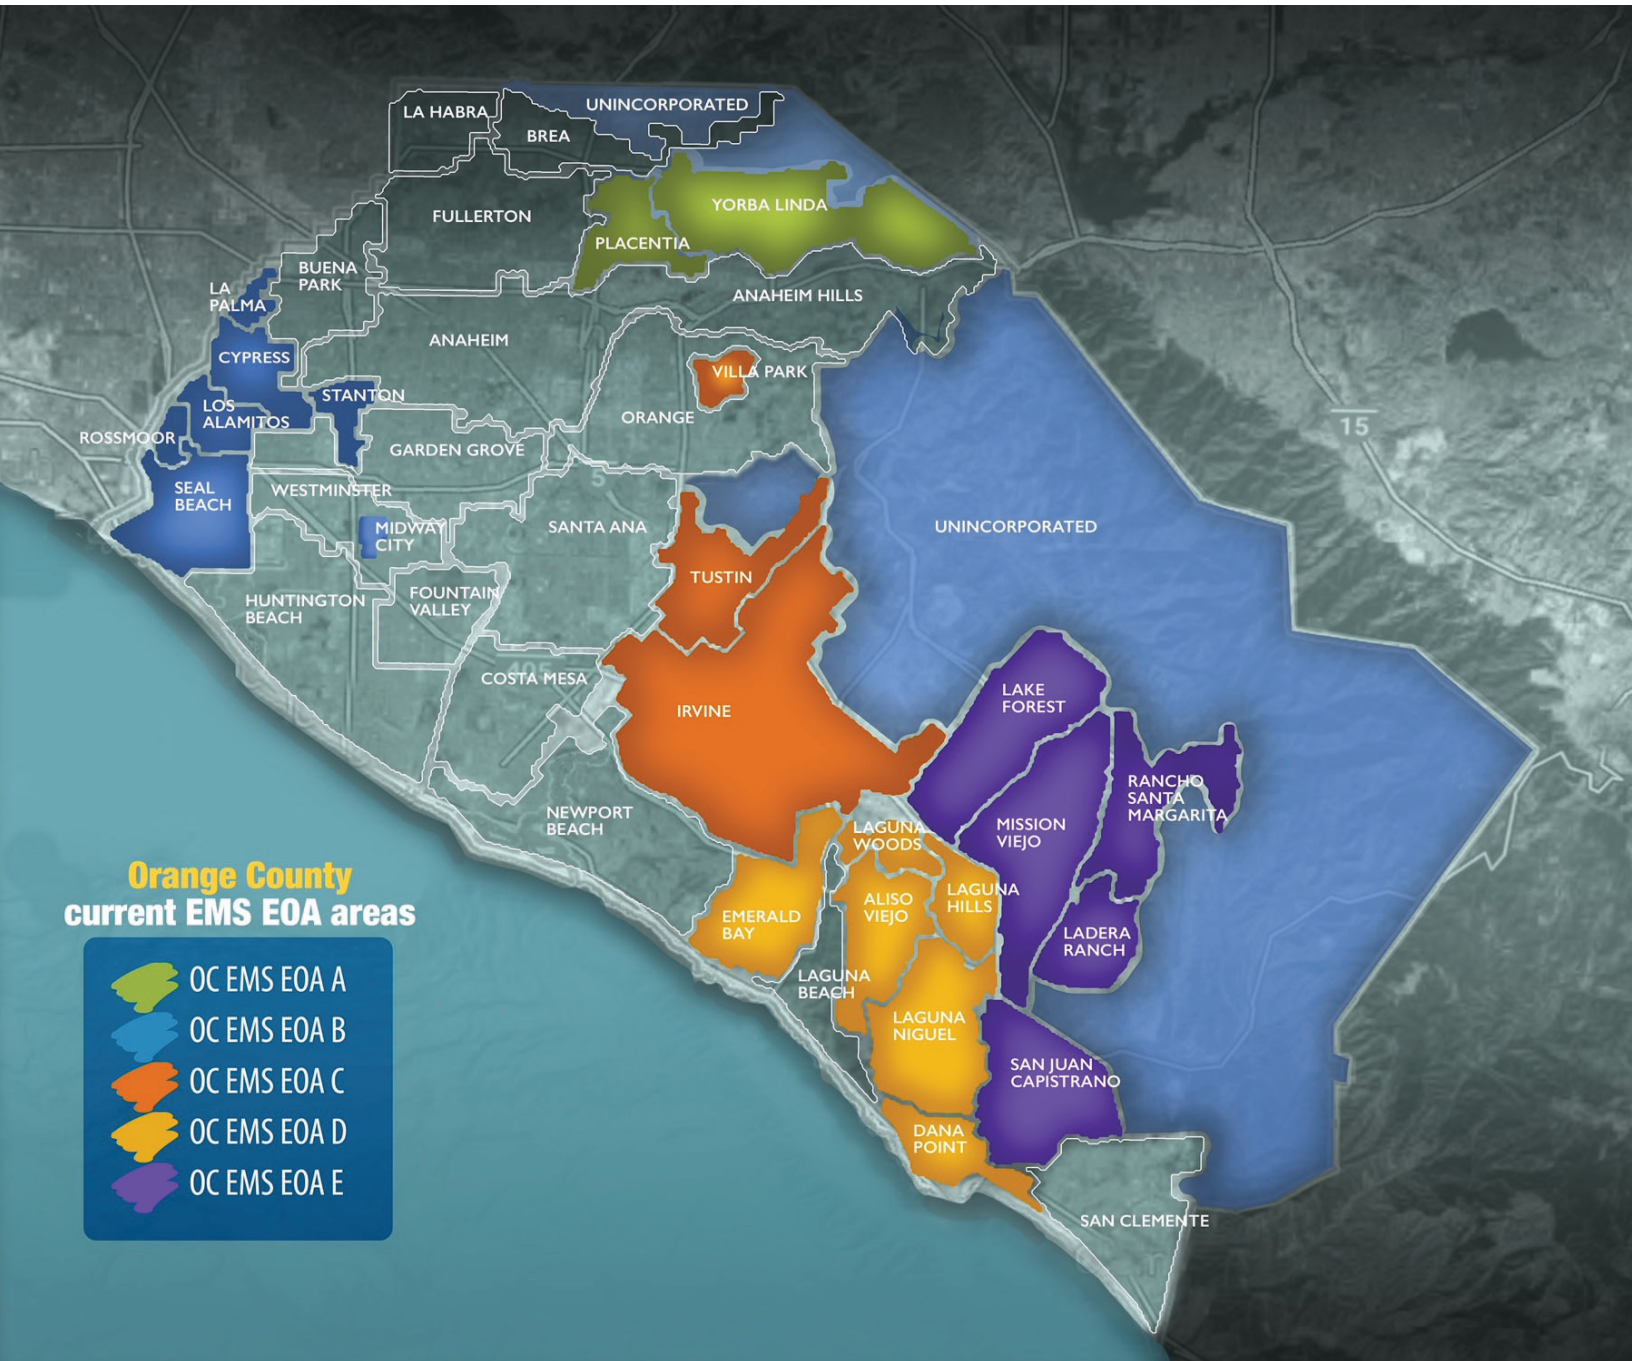 LA HABRA
UNINCORPORATED
BREA
YORBA LINDA
FULLERTON
PLACENTIA
BUENA
PARK
LA
PALMA
ANAHEIM HILLS
ANAHEIM
CYPRESS
VILLA PARK
STANTON
LOS
ALAMITOS
ORANGE
15
ROSSMOOR
GARDEN GROVE
5
SEAL
BEACH
WESTMINSTER
MIDWAY
CITY
SANTA ANA
UNINCORPORATED
TUSTIN
HUNTINGTON
BEACH
FOUNTAIN
VALLEY
405
COSTA MESA
IRVINE
LAKE
FOREST
RANCHO
SANTA
MARGARITA
NEWPORT
BEACH
LAGUNA
WOODS
MISSION
VIEJO
LAGUNA
HILLS
ALISO
VIEJO
EMERALD
BAY
LADERA
RANCH
LAGUNA
BEACH
LAGUNA
NIGUEL
SAN JUAN
CAPISTRANO
DANA
POINT
SAN CLEMENTE
Orange County
current EMS EOA areas
OC EMS EOA A
OC EMS EOA B
OC EMS EOA C
OC EMS EOA D
OC EMS EOA E